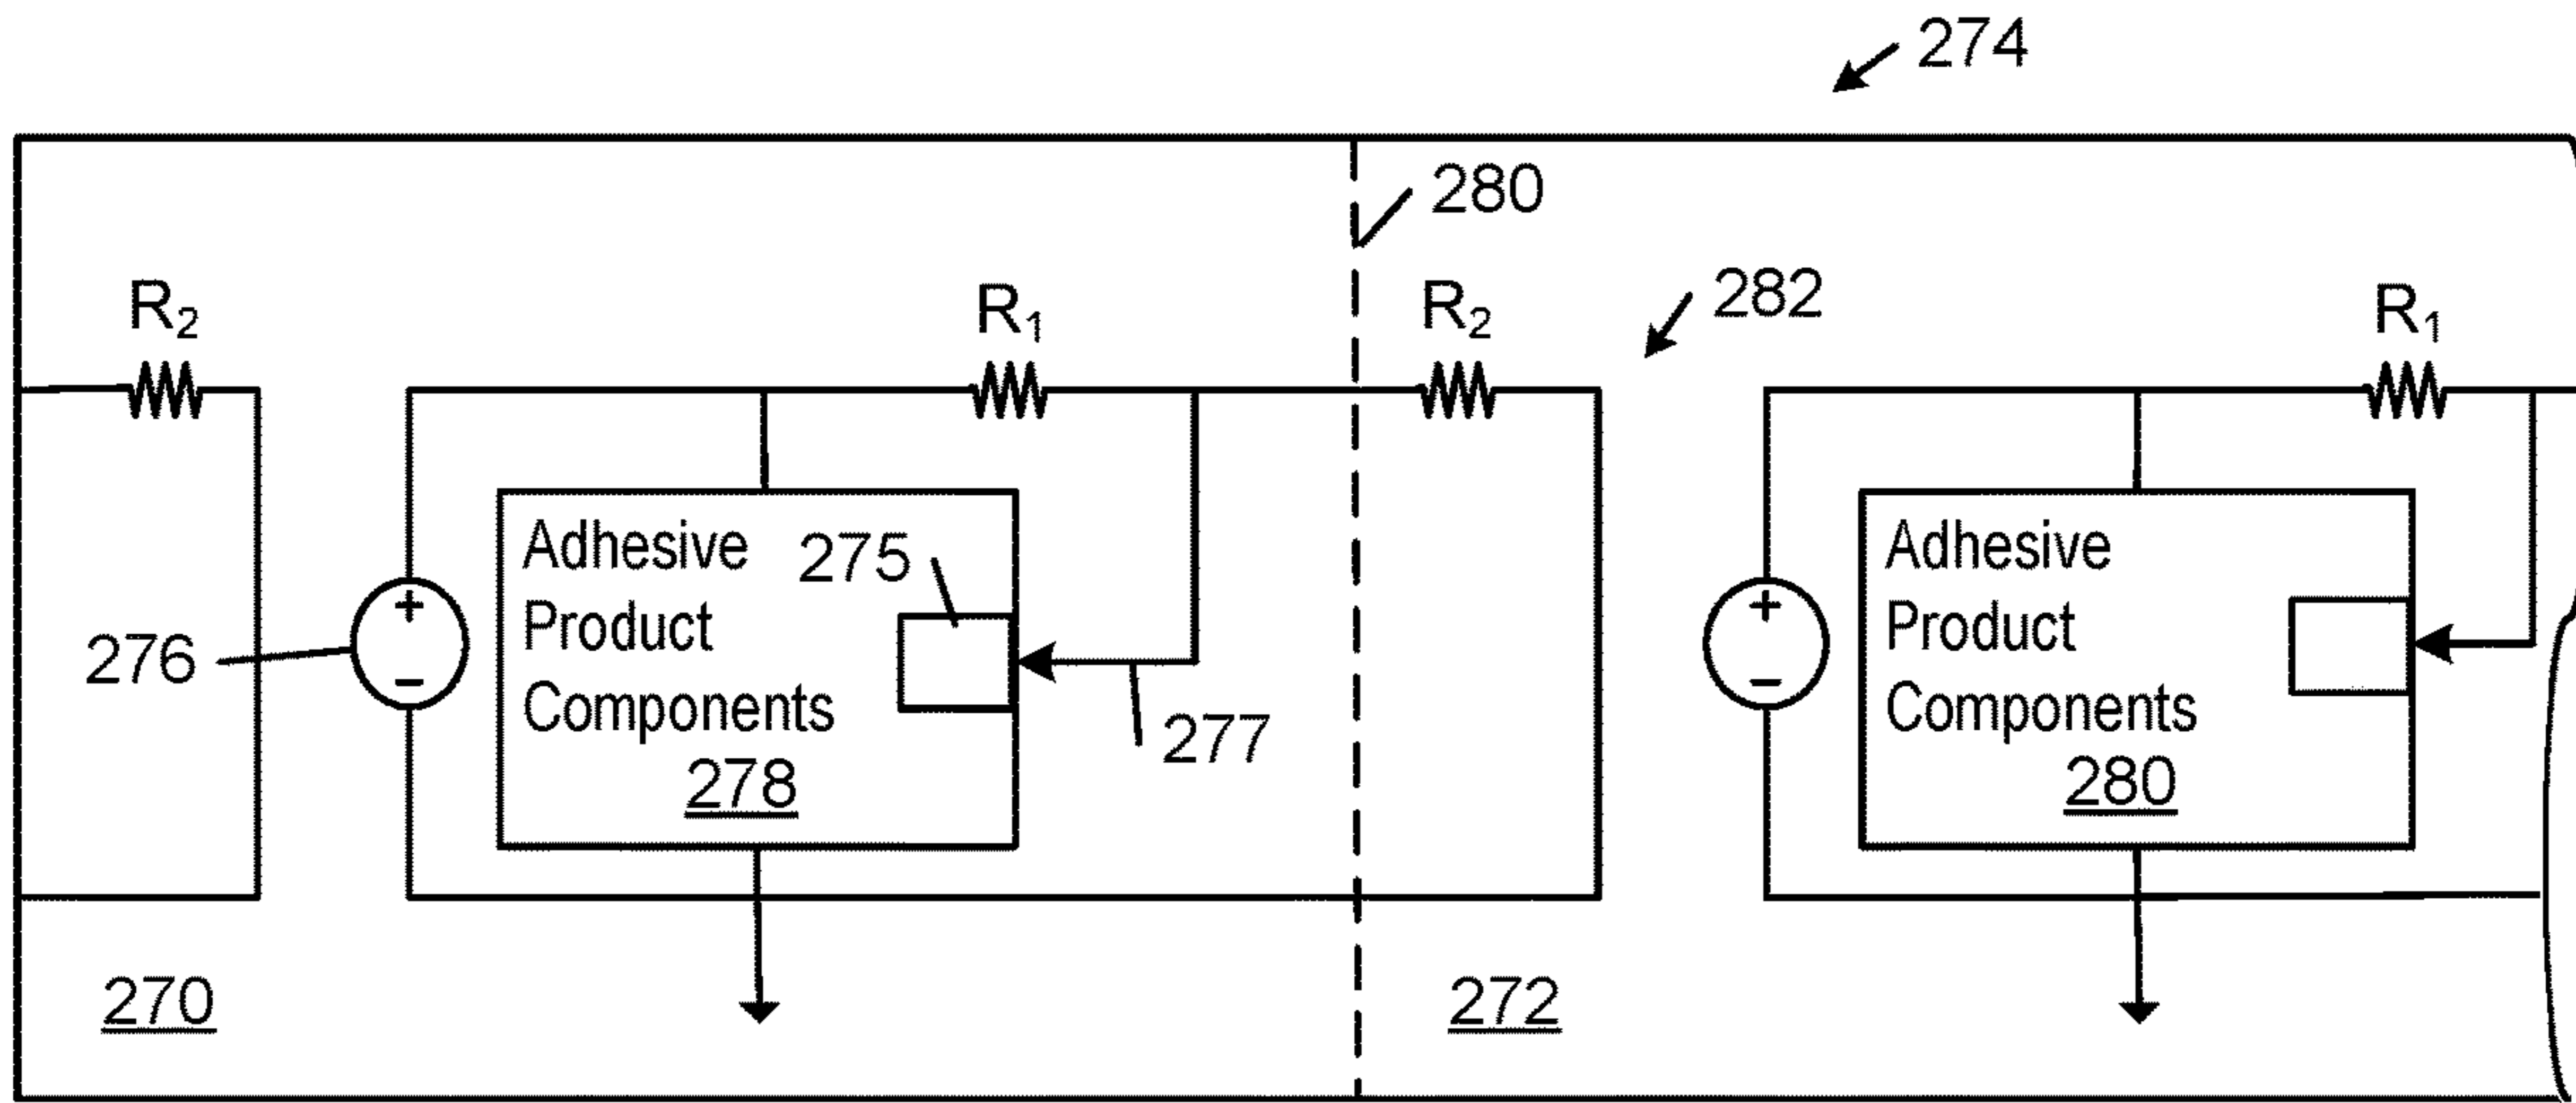 274
280
R2
R1
R2
282
R1
Adhesive
Product
Components
278
275
276
277
Adhesive
Product
Components
280
+
−
+
−
270
272